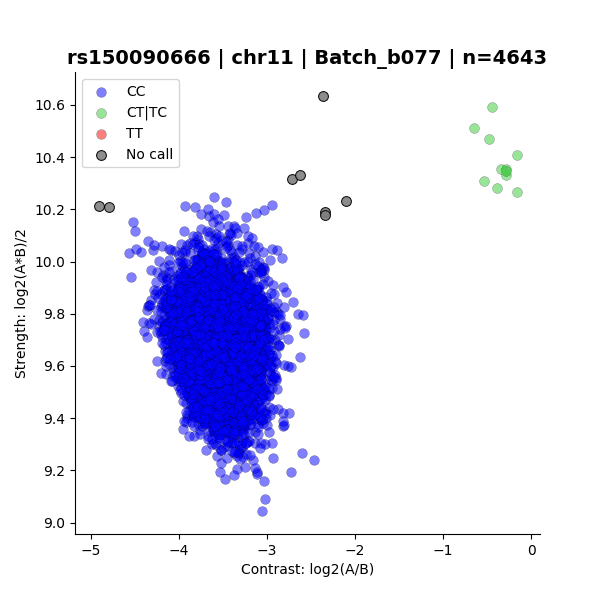 rs150090666 | chr11 | Batch_b077 | n=4643
CC
CT|TC
TT
No call
Strength: log2(A*B)/2
10.6
10.4
10.2
10.0
9.8
9.6
9.4
9.2
9.0
−5 −4 −3 −2 −1 0
Contrast: log2(A/B)